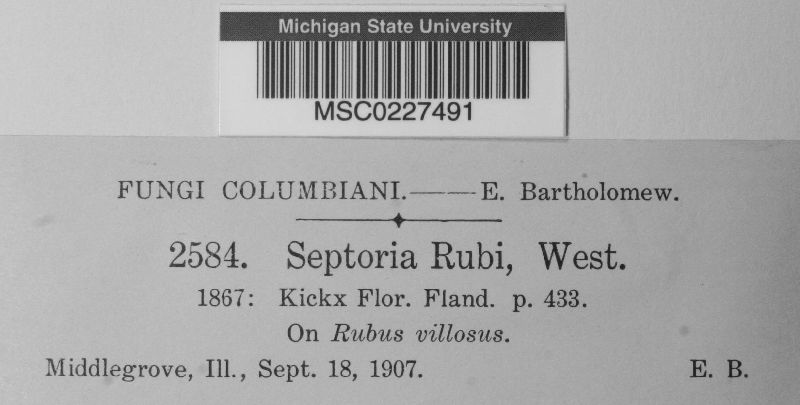 Michigan State University
MSC0227491
FUNGI COLUMBIANI.——E. Bartholomew.
2584. Septoria Rubi, West.
1867: Kickx Flor. Fland. p. 433.
On Rubus villosus.
Middlegrove, Ill., Sept. 18, 1907. E. B.